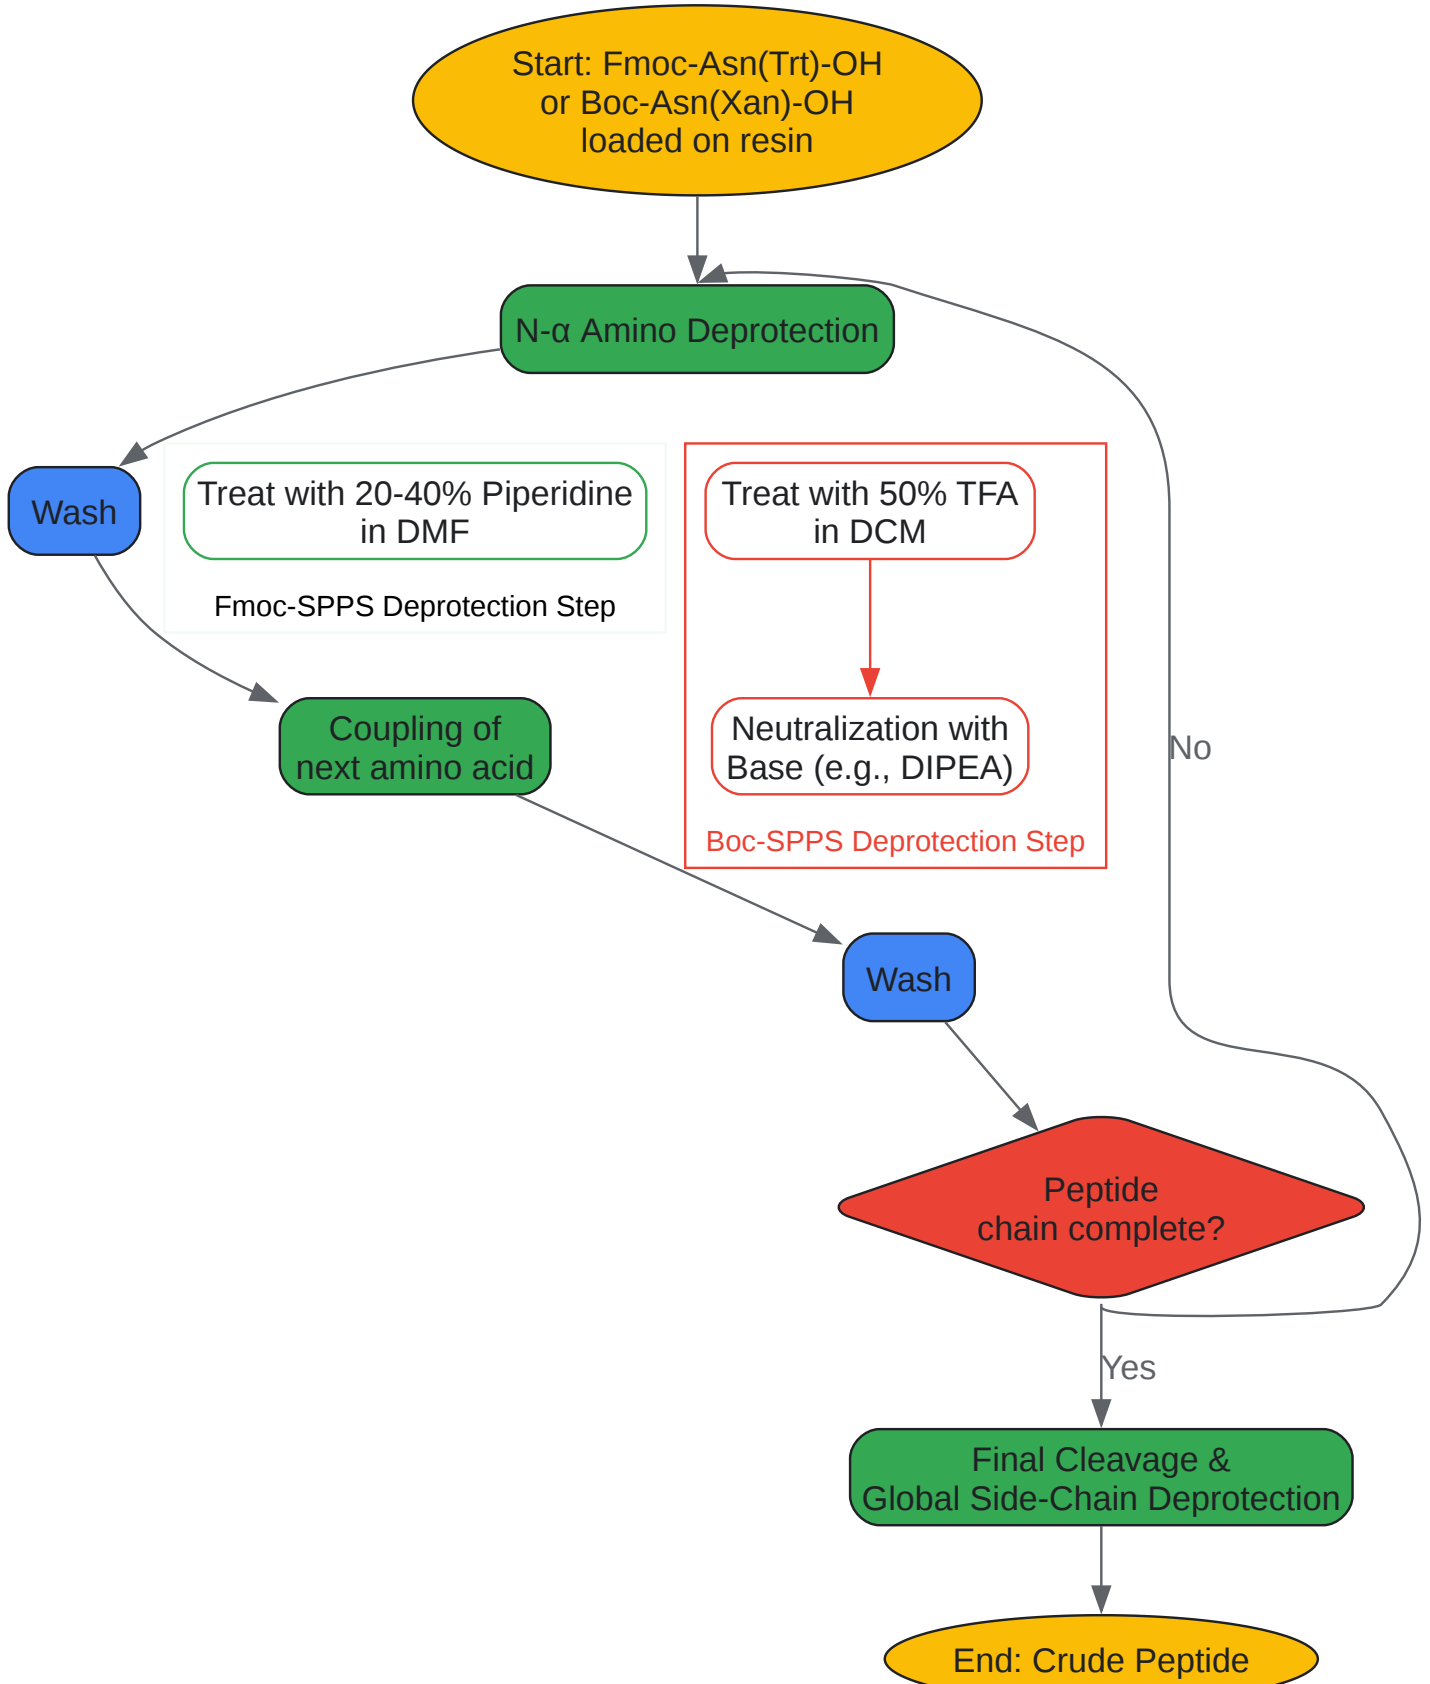 Start: Fmoc-Asn(Trt)-OH
or Boc-Asn(Xan)-OH
loaded on resin
N-α Amino Deprotection
Wash
Treat with 20-40% Piperidine
in DMF
Fmoc-SPPS Deprotection Step
Treat with 50% TFA
in DCM
Neutralization with
Base (e.g., DIPEA)
Boc-SPPS Deprotection Step
Coupling of
next amino acid
No
Wash
Peptide
chain complete?
Yes
Final Cleavage &
Global Side-Chain Deprotection
End: Crude Peptide